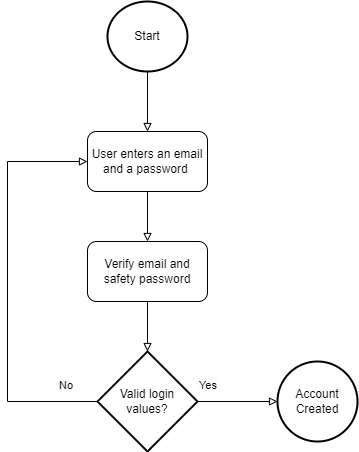 Start
User enters an email
and a password
Verify email and
safety password
Valid login
values?
No
Yes
Account
Created